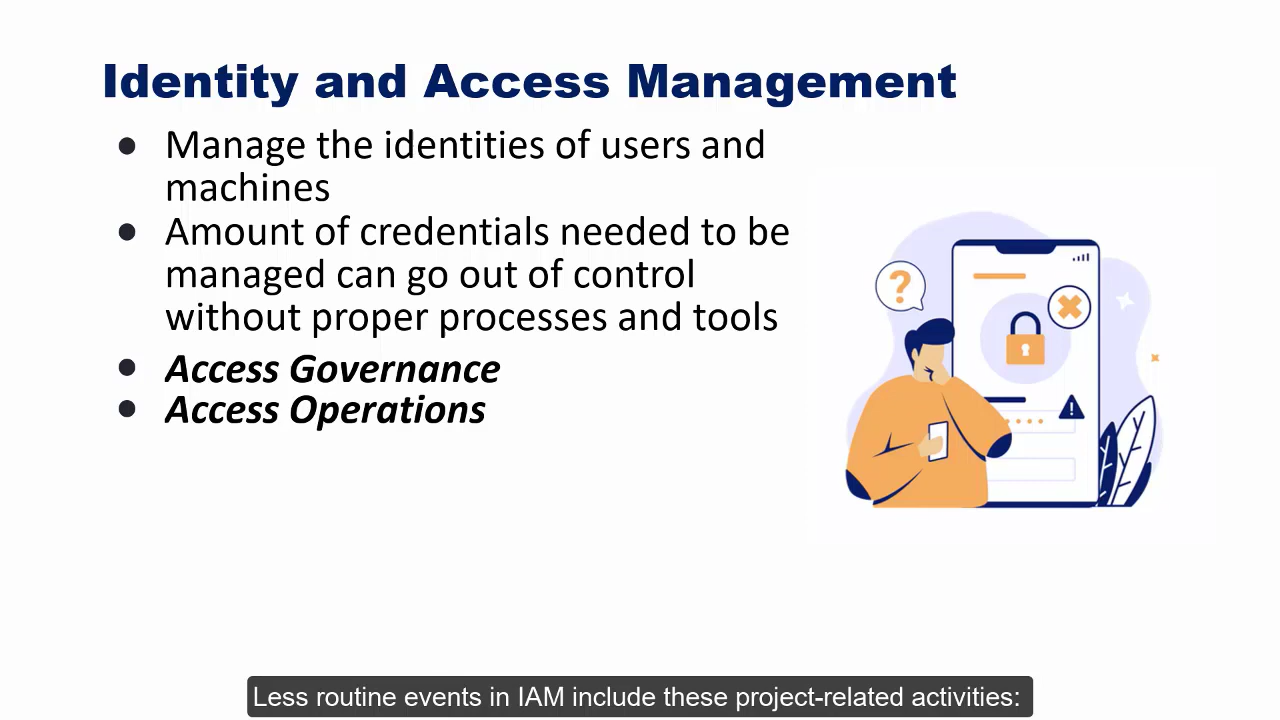 Identity and Access Management
● Manage the identities of users and
machines
● Amount of credentials needed to be
managed can go out of control
without proper processes and tools
● Access Governance
● Access Operations
?
Less routine events in IAM include these project-related activities: